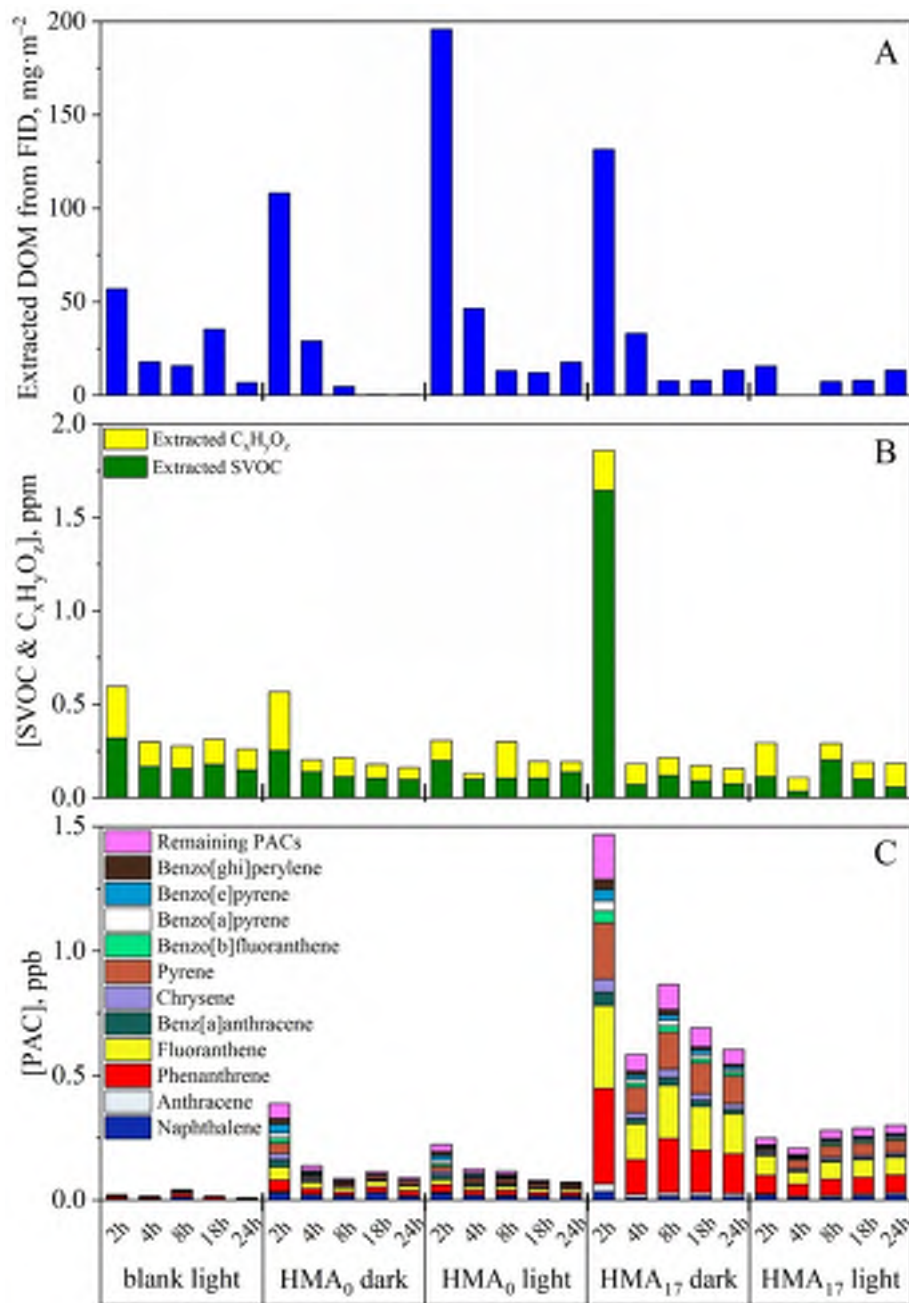 A
Extracted DOM from FID, mg·m⁻²
200
150
100
50
0
B
[SVOC & CₓHᵧO_z], ppm
2.0
1.5
1.0
0.5
0.0
Extracted CₓHᵧO_z
Extracted SVOC
C
[PAC], ppb
1.5
1.0
0.5
0.0
Remaining PACs
Benzo[ghi]perylene
Benzo[e]pyrene
Benzo[a]pyrene
Benzo[b]fluoranthene
Pyrene
Chrysene
Benz[a]anthracene
Fluoranthene
Phenanthrene
Anthracene
Naphthalene
2h 4h 8h 18h 24h 2h 4h 8h 18h 24h 2h 4h 8h 18h 24h 2h 4h 8h 18h 24h 2h 4h 8h 18h 24h
blank light HMA₀ dark HMA₀ light HMA₁₇ dark HMA₁₇ light